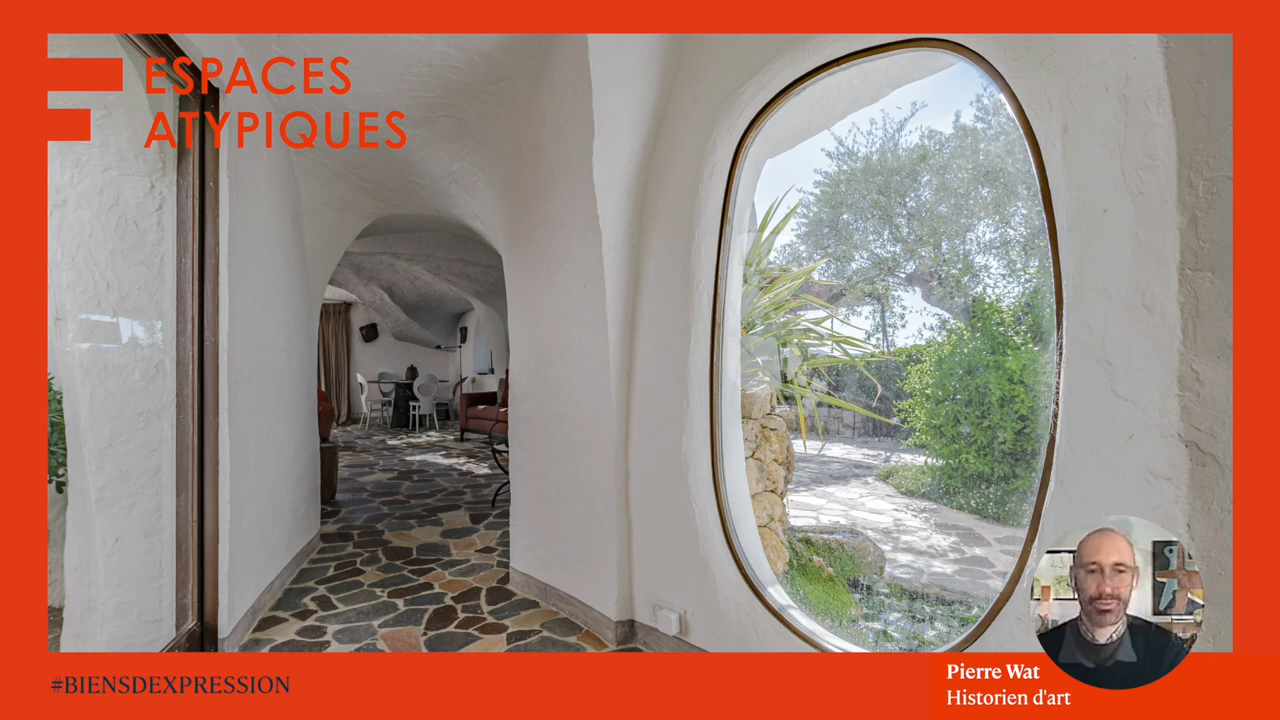 ESPACES
ATYPIQUES
#BIENSDEXPRESSION
Pierre Wat
Historien d'art